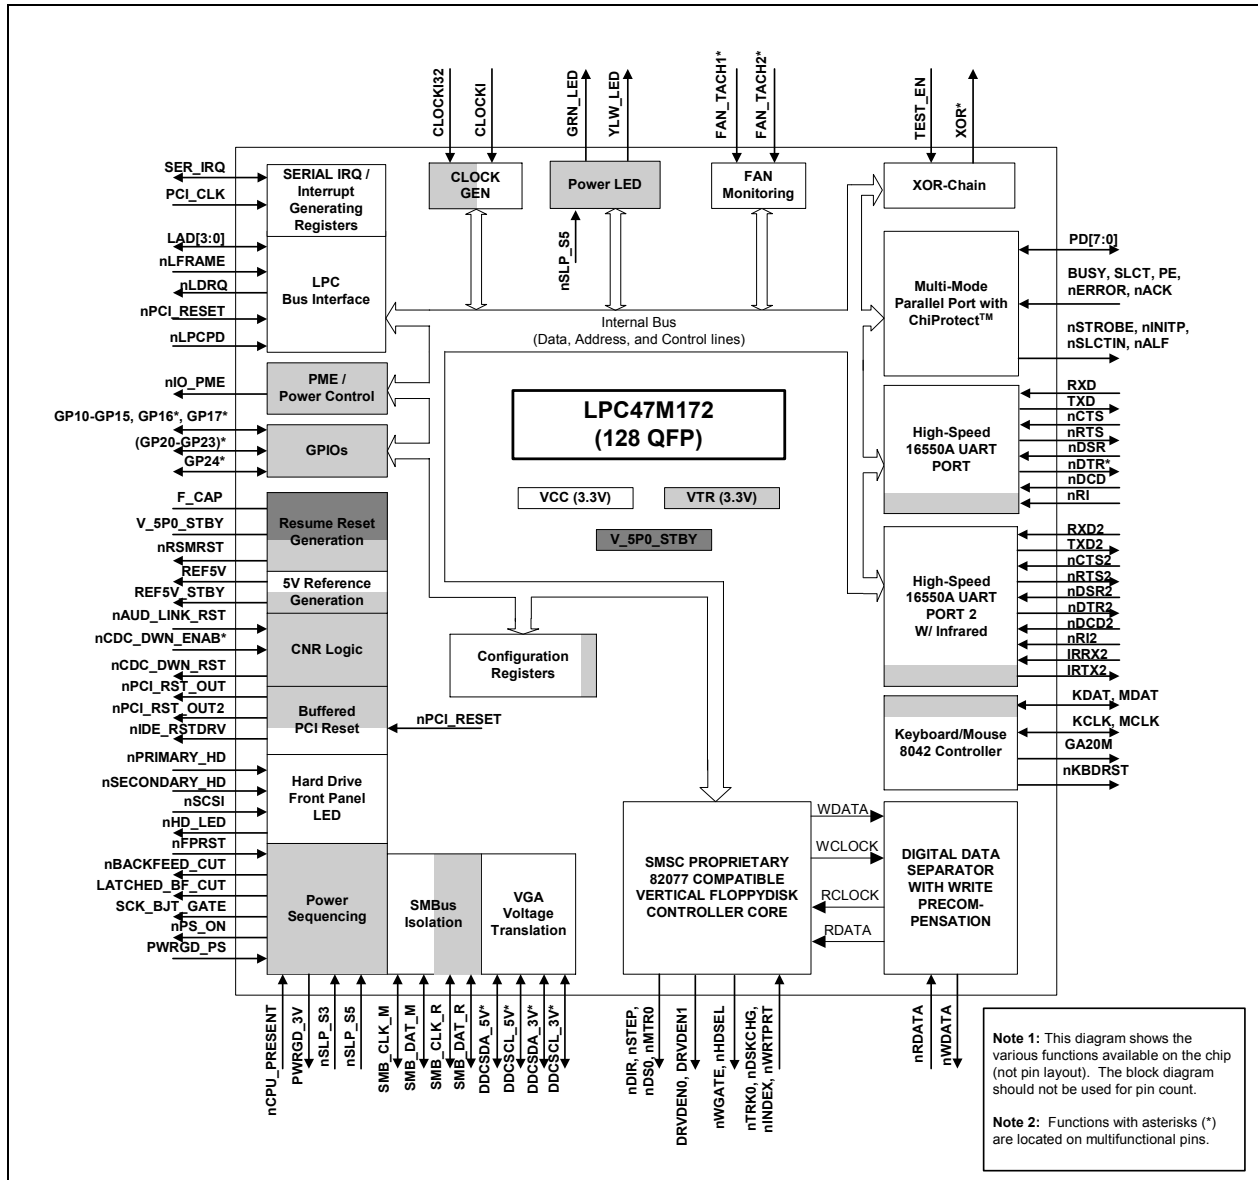 CLOCKI32
CLOCKI
GRN_LED
YLW_LED
FAN_TACH1*
FAN_TACH2*
TEST_EN
XOR*
SER_IRQ
PCI_CLK
LAD[3:0]
nLFRAME
nLDRQ
nPCI_RESET
nLPCPD
nIO_PME
GP10-GP15, GP16*, GP17*
(GP20-GP23)*
GP24*
F_CAP
V_5P0_STBY
nRSMRST
REF5V
REF5V_STBY
nAUD_LINK_RST
nCDC_DWN_ENAB*
nCDC_DWN_RST
nPCI_RST_OUT
nPCI_RST_OUT2
nIDE_RSTDRV
nPRIMARY_HD
nSECONDARY_HD
nSCSI
nHD_LED
nFPRST
nBACKFEED_CUT
LATCHED_BF_CUT
SCK_BJT_GATE
nPS_ON
PWRGD_PS
SERIAL IRQ /
Interrupt
Generating
Registers
LPC
Bus Interface
PME /
Power Control
GPIOs
Resume Reset
Generation
5V Reference
Generation
CNR Logic
Buffered
PCI Reset
nPCI_RESET
Hard Drive
Front Panel
LED
Power
Sequencing
SMBus
Isolation
VGA
Voltage
Translation
CLOCK
GEN
Power LED
nSLP_S5
FAN
Monitoring
XOR-Chain
Internal Bus
(Data, Address, and Control lines)
LPC47M172
(128 QFP)
VCC (3.3V)
VTR (3.3V)
V_5P0_STBY
Configuration
Registers
Multi-Mode
Parallel Port with
ChiProtectTM
High-Speed
16550A UART
PORT
High-Speed
16550A UART
PORT 2
W/ Infrared
Keyboard/Mouse
8042 Controller
SMSC PROPRIETARY
82077 COMPATIBLE
VERTICAL FLOPPYDISK
CONTROLLER CORE
WDATA
WCLOCK
RCLOCK
RDATA
DIGITAL DATA
SEPARATOR
WITH WRITE
PRECOM-
PENSATION
PD[7:0]
BUSY, SLCT, PE,
nERROR, nACK
nSTROBE, nINITP,
nSLCTIN, nALF
RXD
TXD
nCTS
nRTS
nDSR
nDTR*
nDCD
nRI
RXD2
TXD2
nCTS2
nRTS2
nDSR2
nDTR2
nDCD2
nRI2
IRRX2
IRTX2
KDAT, MDAT
KCLK, MCLK
GA20M
nKBDRST
nCPU_PRESENT
PWRGD_3V
nSLP_S3
nSLP_S5
SMB_CLK_M
SMB_DAT_M
SMB_CLK_R
SMB_DAT_R
DDCSDA_5V*
DDCSCL_5V*
DDCSDA_3V*
DDCSCL_3V*
nDIR, nSTEP,
nDS0, nMTR0
DRVDEN0, DRVDEN1
nWGATE, nHDSEL
nTRK0, nDSKCHG,
nINDEX, nWRTPRT
nRDATA
nWDATA
Note 1: This diagram shows the
various functions available on the chip
(not pin layout). The block diagram
should not be used for pin count.
Note 2: Functions with asterisks (*)
are located on multifunctional pins.